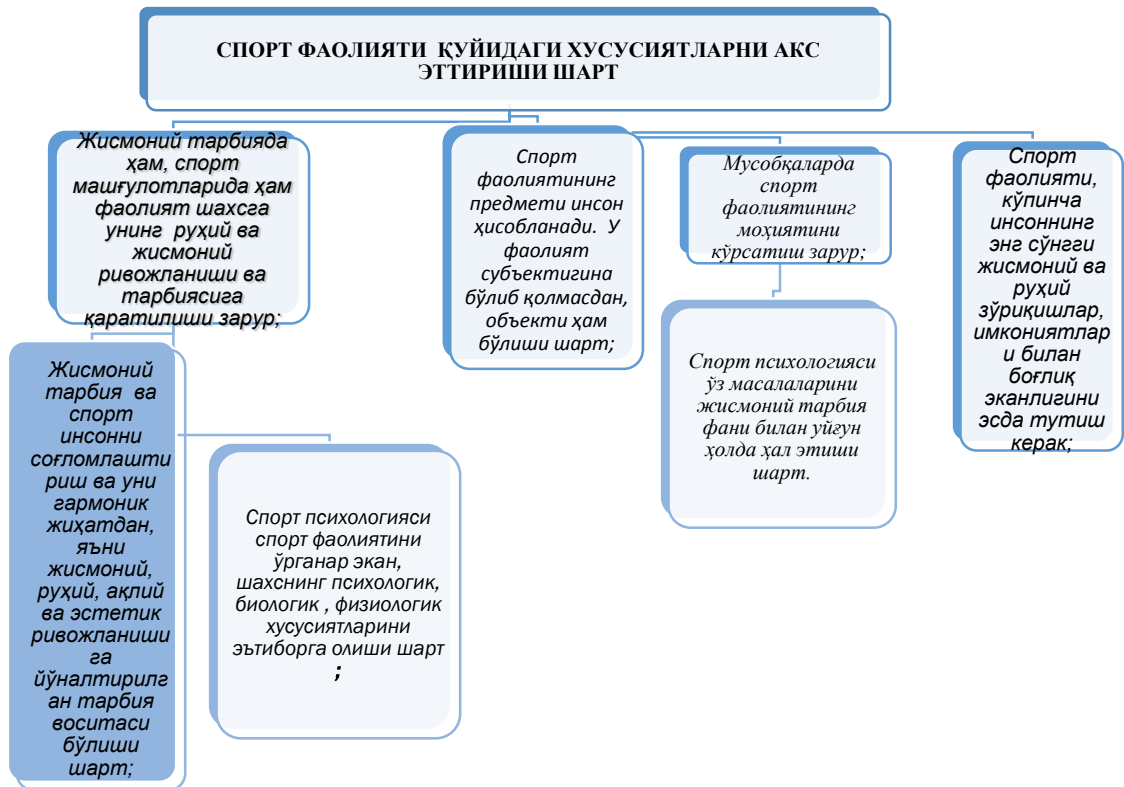 СПОРТ ФАОЛИЯТИ ҚУЙИДАГИ ХУСУСИЯТЛАРНИ АКС
ЭТТИРИШИ ШАРТ
Жисмоний тарбияда
ҳам, спорт
машғулотларида ҳам
фаолият шахсга
унинг руҳий ва
жисмоний
ривожланиши ва
тарбиясига
қаратилиши зарур;
Спорт
фаолиятининг
предмети инсон
ҳисобланади. У
фаолият
субъектигина
бўлиб қолмасдан,
объекти ҳам
бўлиши шарт;
Мусобқаларда
спорт
фаолиятининг
моҳиятини
кўрсатиш зарур;
Спорт
фаолияти,
кўпинча
инсоннинг
энг сўнгги
жисмоний ва
руҳий
зўриқишлар,
имкониятлар
и билан
боғлиқ
эканлигини
эсда тутиш
керак;
Жисмоний
тарбия ва
спорт
инсонни
соғломлашти
риш ва уни
гармоник
жиҳатдан,
яъни
жисмоний,
руҳий, ақлий
ва эстетик
ривожланиши
га
йўналтирилг
ан тарбия
воситаси
бўлиши
шарт;
Спорт психологияси
спорт фаолиятини
ўрганар экан,
шахснинг психологик,
биологик , физиологик
хусусиятларини
эътиборга олиши шарт
;
Спорт психологияси
ўз масалаларини
жисмоний тарбия
фани билан уйғун
ҳолда ҳал этиши
шарт.